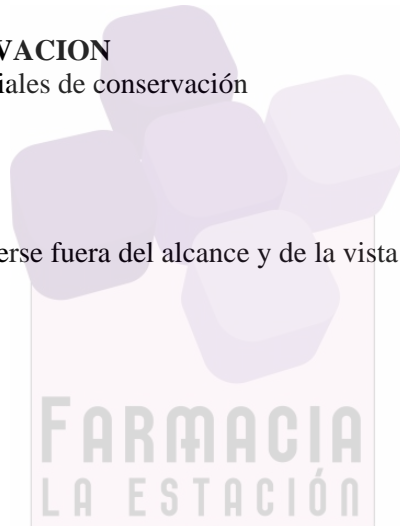 VACION
iales de conservación
erse fuera del alcance y de la vista
FARMACIA
LA ESTACIÓN